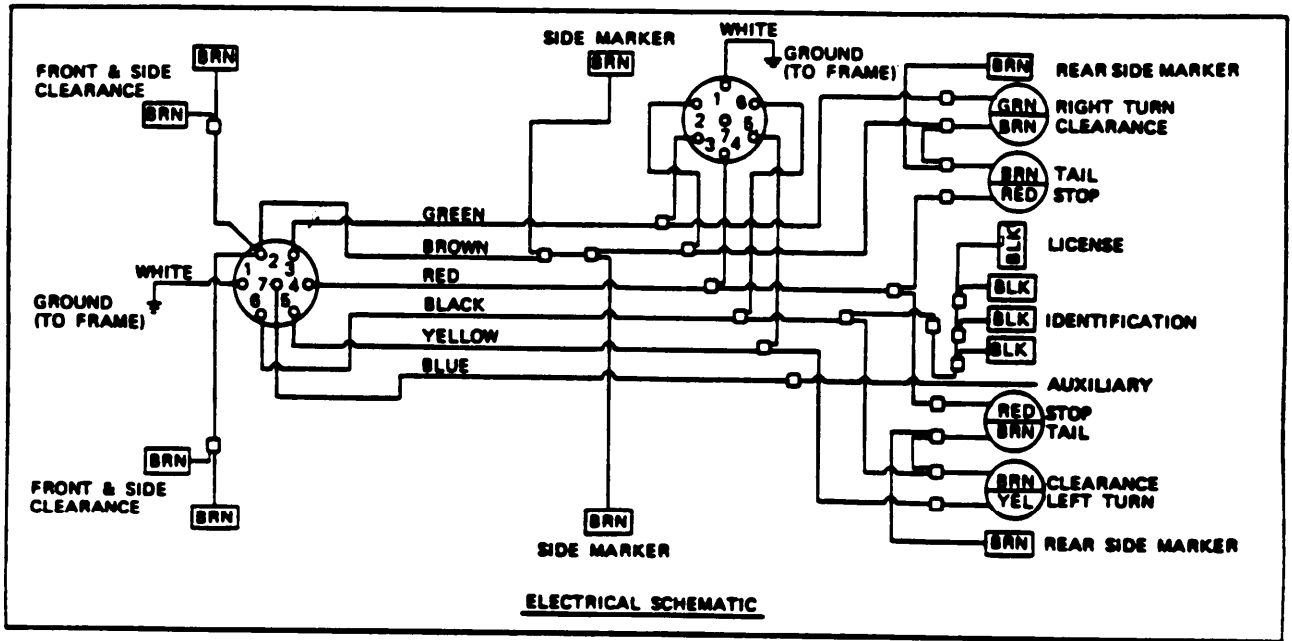 WHITE
SIDE MARKER
BRN
GROUND
(TO FRAME)
BRN
FRONT & SIDE
CLEARANCE
BRN
BRN
REAR SIDE MARKER
GRN
BRN
RIGHT TURN
CLEARANCE
1
6
2
5
7
3
4
BRN
RED
TAIL
STOP
GREEN
BROWN
RED
BLACK
YELLOW
BLUE
BLK
LICENSE
1
2
3
WHITE
7
4
6
5
GROUND
(TO FRAME)
BLK
BLK
IDENTIFICATION
BLK
AUXILIARY
RED
BRN
STOP
TAIL
BRN
FRONT & SIDE
CLEARANCE
BRN
BRN
YEL
CLEARANCE
LEFT TURN
BRN
SIDE MARKER
BRN
REAR SIDE MARKER
ELECTRICAL SCHEMATIC